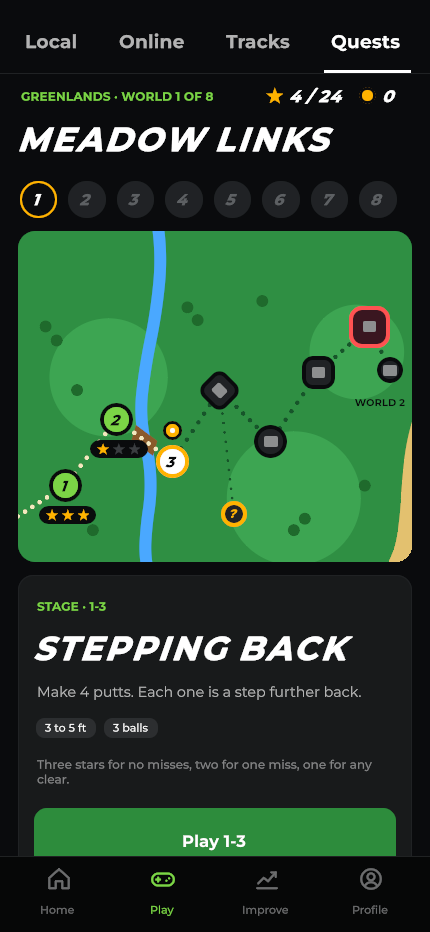 Local Online Tracks Quests
GREENLANDS · WORLD 1 OF 8 4 / 24 0
MEADOW LINKS
1 2 3 4 5 6 7 8
WORLD 2
2
3
1
?
STAGE · 1-3
STEPPING BACK
Make 4 putts. Each one is a step further back.
3 to 5 ft 3 balls
Three stars for no misses, two for one miss, one for any
clear.
Play 1-3
Home Play Improve Profile